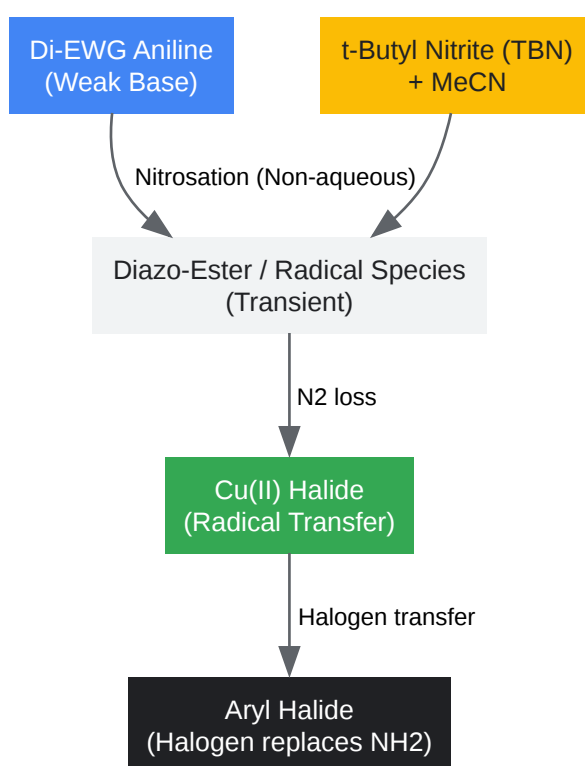 Di-EWG Aniline
(Weak Base)
t-Butyl Nitrite (TBN)
+ MeCN
Nitrosation (Non-aqueous)
Diazo-Ester / Radical Species
(Transient)
N2 loss
Cu(II) Halide
(Radical Transfer)
Halogen transfer
Aryl Halide
(Halogen replaces NH2)